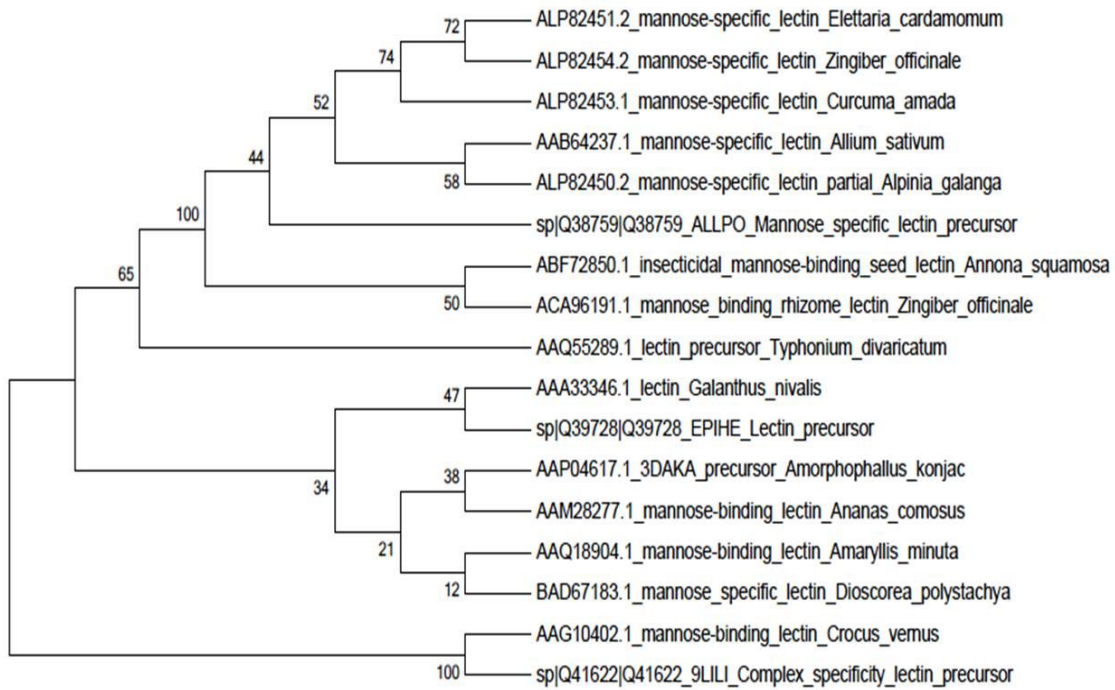 72
ALP82451.2_mannose-specific_lectin_Elettaria_cardamomum
74
ALP82454.2_mannose-specific_lectin_Zingiber_officinale
52
ALP82453.1_mannose-specific_lectin_Curcuma_amada
44
AAB64237.1_mannose-specific_lectin_Allium_sativum
58
ALP82450.2_mannose-specific_lectin_partial_Alpinia_galanga
100
sp|Q38759|Q38759_ALLPO_Mannose_specific_lectin_precursor
65
ABF72850.1_insecticidal_mannose-binding_seed_lectin_Annona_squamosa
50
ACA96191.1_mannose_binding_rhizome_lectin_Zingiber_officinale
AAQ55289.1_lectin_precursor_Typhonium_divaricatum
47
AAA33346.1_lectin_Galanthus_nivalis
sp|Q39728|Q39728_EPIHE_Lectin_precursor
34
38
AAP04617.1_3DAKA_precursor_Amorphophallus_konjac
AAM28277.1_mannose-binding_lectin_Ananas_comosus
21
AAQ18904.1_mannose-binding_lectin_Amaryllis_minuta
12
BAD67183.1_mannose_specific_lectin_Dioscorea_polystachya
AAG10402.1_mannose-binding_lectin_Crocus_vernus
100
sp|Q41622|Q41622_9LILI_Complex_specificity_lectin_precursor